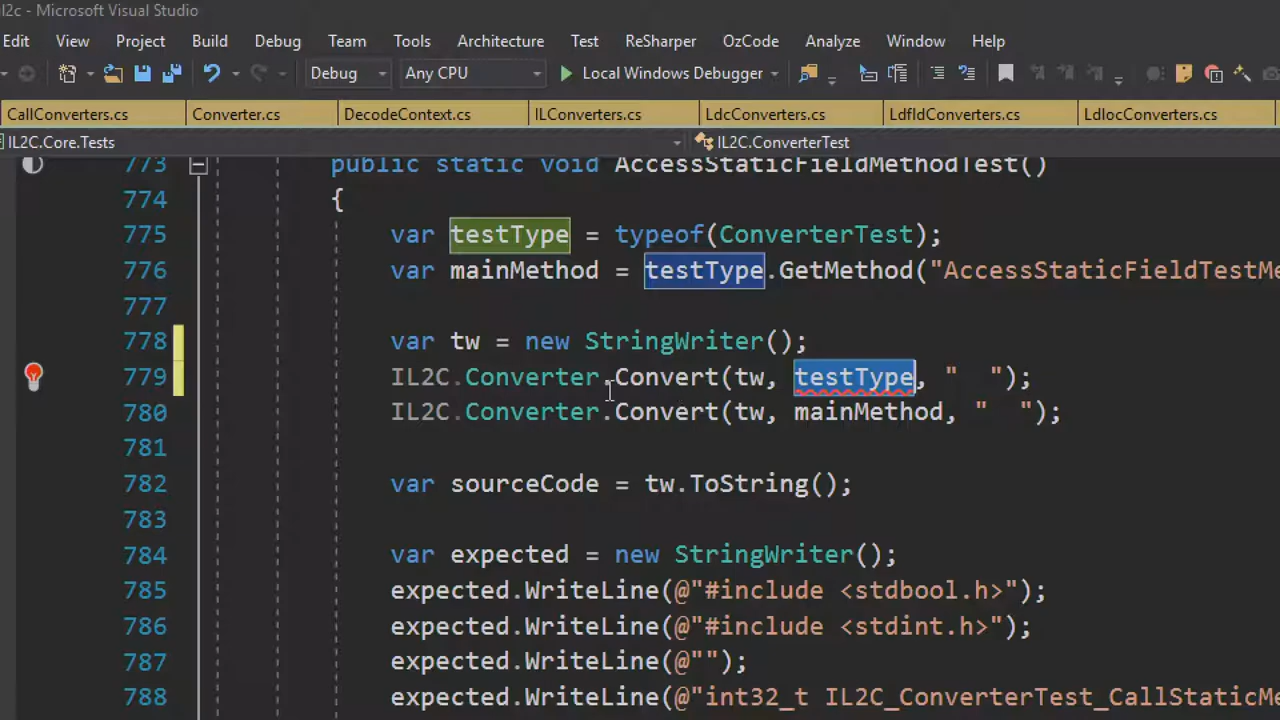 il2c - Microsoft Visual Studio
Edit View Project Build Debug Team Tools Architecture Test ReSharper OzCode Analyze Window Help
Debug Any CPU Local Windows Debugger
CallConverters.cs Converter.cs DecodeContext.cs ILConverters.cs LdcConverters.cs LdfldConverters.cs LdlocConverters.cs
IL2C.Core.Tests IL2C.ConverterTest
773 public static void AccessStaticFieldMethodTest()
774 {
775 var testType = typeof(ConverterTest);
776 var mainMethod = testType.GetMethod("AccessStaticFieldTestMe
777
778 var tw = new StringWriter();
779 IL2C.Converter.Convert(tw, testType, "  ");
780 IL2C.Converter.Convert(tw, mainMethod, "  ");
781
782 var sourceCode = tw.ToString();
783
784 var expected = new StringWriter();
785 expected.WriteLine(@"#include <stdbool.h>");
786 expected.WriteLine(@"#include <stdint.h>");
787 expected.WriteLine(@"");
788 expected.WriteLine(@"int32_t IL2C_ConverterTest_CallStaticMe